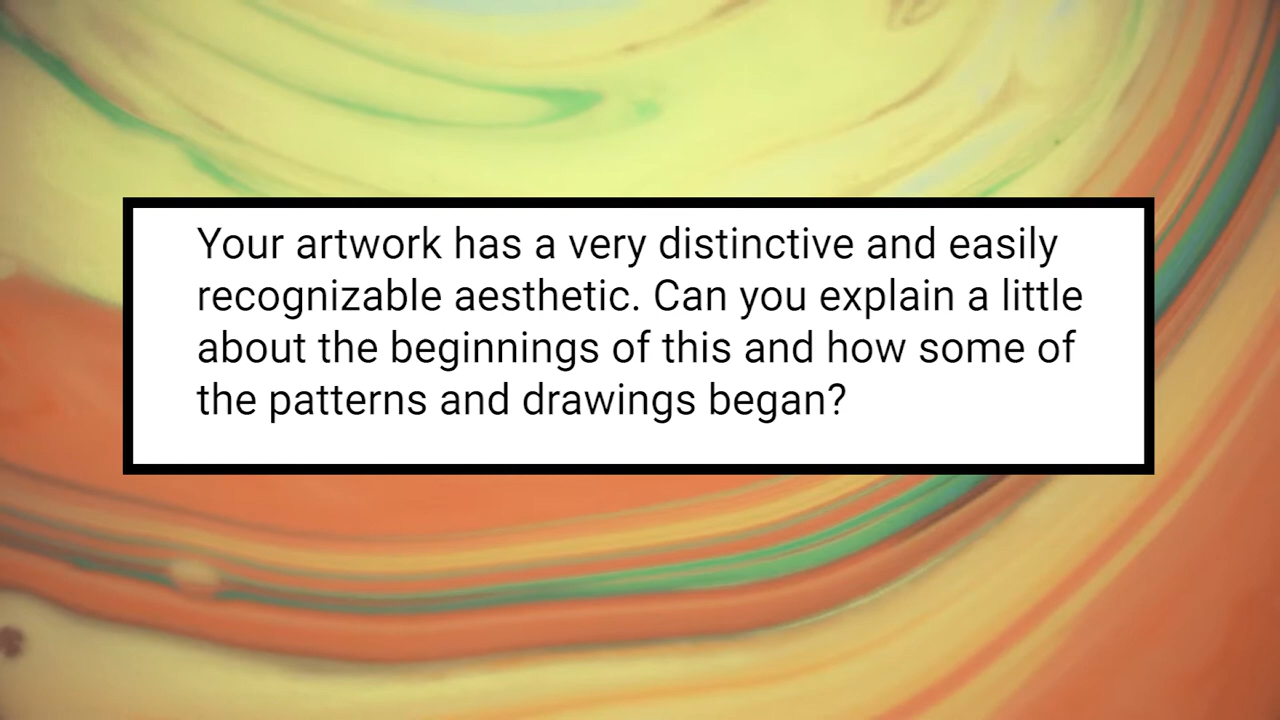 Your artwork has a very distinctive and easily
recognizable aesthetic. Can you explain a little
about the beginnings of this and how some of
the patterns and drawings began?